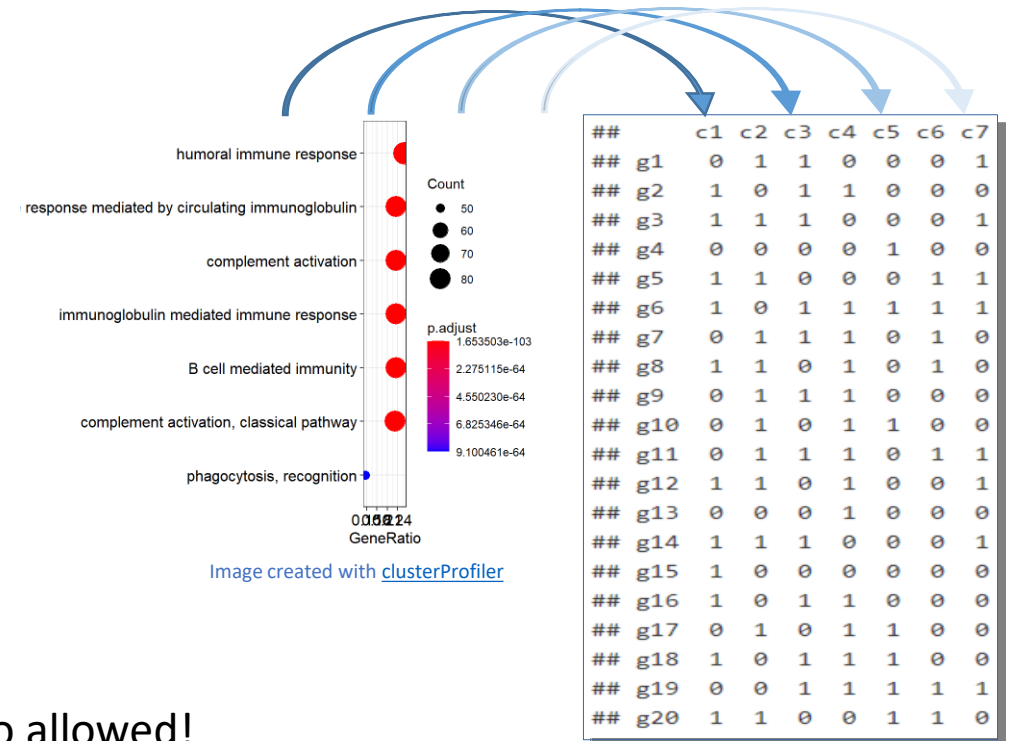 humoral immune response
response mediated by circulating immunoglobulin
complement activation
immunoglobulin mediated immune response
B cell mediated immunity
complement activation, classical pathway
phagocytosis, recognition
GeneRatio
Count
50
60
70
80
p.adjust
1.653503e-103
2.275115e-64
4.550230e-64
6.825346e-64
9.100461e-64
Image created with clusterProfiler
## c1 c2 c3 c4 c5 c6 c7
## g1 0 1 1 0 0 0 1
## g2 1 0 1 1 0 0 0
## g3 1 1 1 0 0 0 1
## g4 0 0 0 0 1 0 0
## g5 1 1 0 0 0 1 1
## g6 1 0 1 1 1 1 1
## g7 0 1 1 1 0 1 0
## g8 1 1 0 1 0 1 0
## g9 0 1 1 1 0 0 0
## g10 0 1 0 1 1 0 0
## g11 0 1 1 1 0 1 1
## g12 1 1 0 1 0 0 1
## g13 0 0 0 1 0 0 0
## g14 1 1 1 0 0 0 1
## g15 1 0 0 0 0 0 0
## g16 1 0 1 1 0 0 0
## g17 0 1 0 1 1 0 0
## g18 1 0 1 1 1 0 0
## g19 0 0 1 1 1 1 1
## g20 1 1 0 0 1 1 0
allowed!